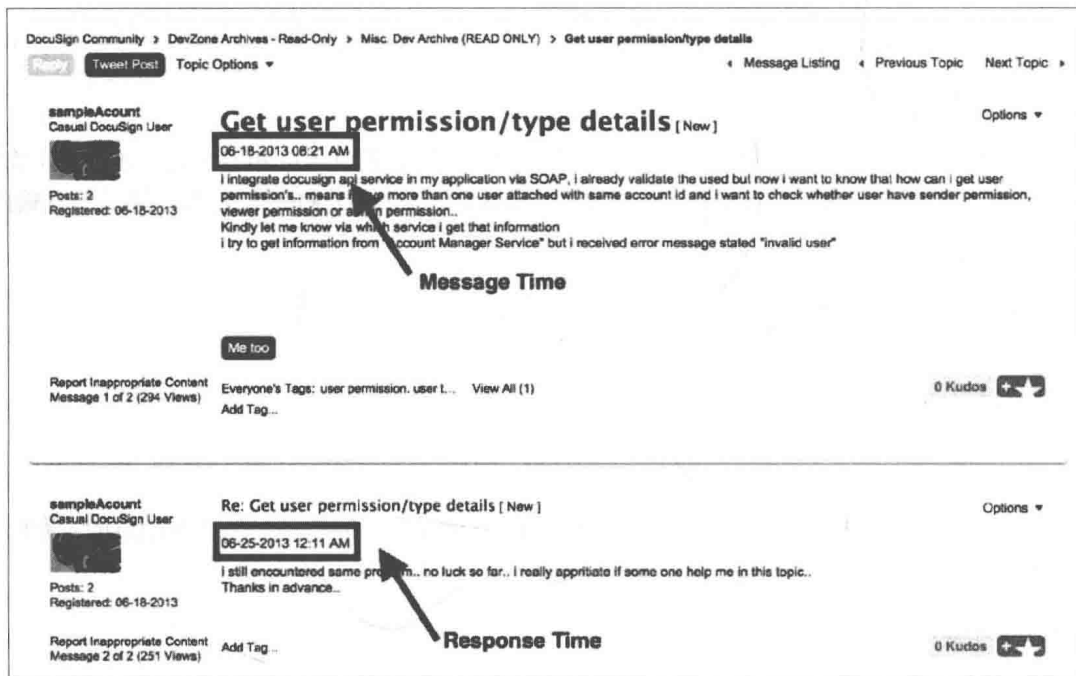 DocuSign Community > DevZone Archives - Read-Only > Misc. Dev Archive (READ ONLY) > Get user permission/type details
Reply Tweet Post Topic Options
Message Listing Previous Topic Next Topic
sampleAcount
Casual DocuSign User
Posts: 2
Registered: 06-18-2013
Get user permission/type details [ New ]
Options
06-18-2013 08:21 AM
i integrate docusign api service in my application via SOAP, i already validate the used but now i want to know that how can i get user
permission's.. means i have more than one user attached with same account id and i want to check whether user have sender permission,
viewer permission or permission..
Kindly let me know via which service i get that information
i try to get information from "Account Manager Service" but i received error message stated "invalid user"
Message Time
Me too
Report Inappropriate Content
Message 1 of 2 (294 Views)
Everyone's Tags: user permission. user t... View All (1)
Add Tag...
0 Kudos
sampleAcount
Casual DocuSign User
Posts: 2
Registered: 06-18-2013
Re: Get user permission/type details [ New ]
Options
06-25-2013 12:11 AM
i still encountered same problem.. no luck so far.. i really appritiate if some one help me in this topic..
Thanks in advance..
Response Time
Report Inappropriate Content
Message 2 of 2 (251 Views)
Add Tag...
0 Kudos